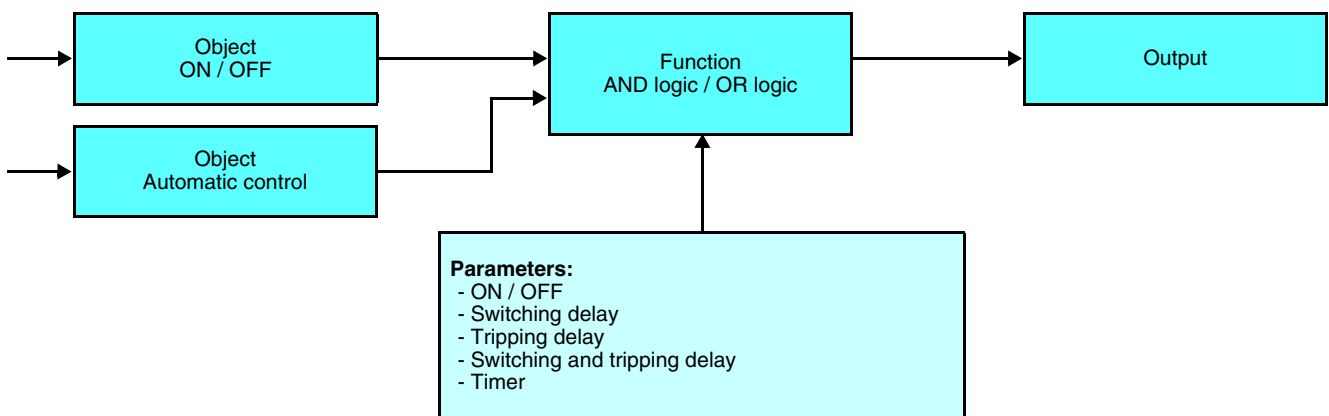 Object
ON / OFF
Function
AND logic / OR logic
Output
Object
Automatic control
Parameters:
- ON / OFF
- Switching delay
- Tripping delay
- Switching and tripping delay
- Timer